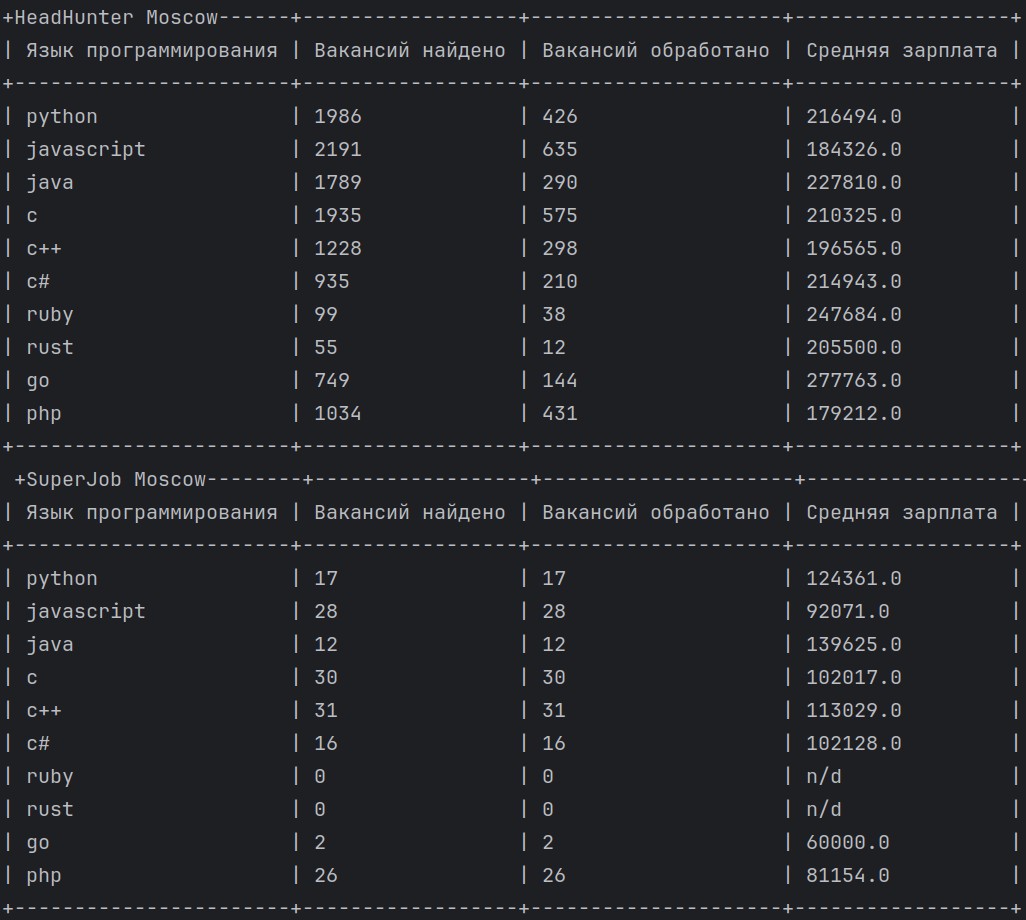 +HeadHunter Moscow------+------------------+---------------------+------------------+
| Язык программирования | Вакансий найдено | Вакансий обработано | Средняя зарплата |
+-----------------------+------------------+---------------------+------------------+
| python                | 1986             | 426                 | 216494.0         |
| javascript            | 2191             | 635                 | 184326.0         |
| java                  | 1789             | 290                 | 227810.0         |
| c                     | 1935             | 575                 | 210325.0         |
| c++                   | 1228             | 298                 | 196565.0         |
| c#                    | 935              | 210                 | 214943.0         |
| ruby                  | 99               | 38                  | 247684.0         |
| rust                  | 55               | 12                  | 205500.0         |
| go                    | 749              | 144                 | 277763.0         |
| php                   | 1034             | 431                 | 179212.0         |
+-----------------------+------------------+---------------------+------------------+
 +SuperJob Moscow--------+------------------+---------------------+------------------+
| Язык программирования | Вакансий найдено | Вакансий обработано | Средняя зарплата |
+-----------------------+------------------+---------------------+------------------+
| python                | 17               | 17                  | 124361.0         |
| javascript            | 28               | 28                  | 92071.0          |
| java                  | 12               | 12                  | 139625.0         |
| c                     | 30               | 30                  | 102017.0         |
| c++                   | 31               | 31                  | 113029.0         |
| c#                    | 16               | 16                  | 102128.0         |
| ruby                  | 0                | 0                   | n/d              |
| rust                  | 0                | 0                   | n/d              |
| go                    | 2                | 2                   | 60000.0          |
| php                   | 26               | 26                  | 81154.0          |
+-----------------------+------------------+---------------------+------------------+